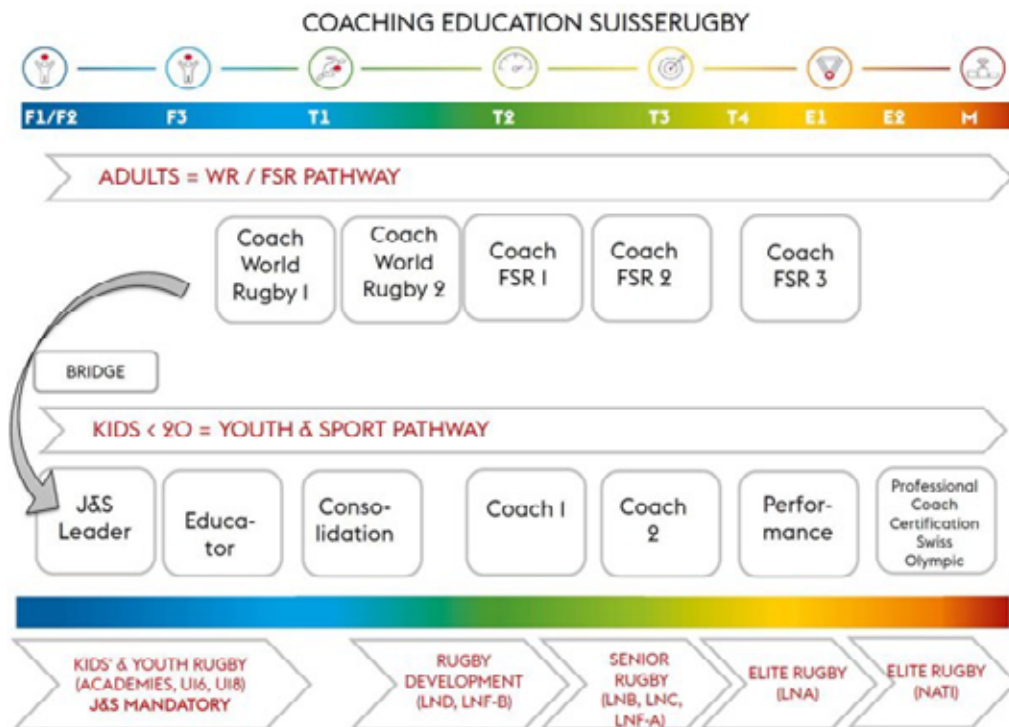 COACHING EDUCATION SUISSERUGBY
F1/F2 F3 T1 T2 T3 T4 E1 E2 M
ADULTS = WR / FSR PATHWAY
Coach
World
Rugby 1
Coach
World
Rugby 2
Coach
FSR 1
Coach
FSR 2
Coach
FSR 3
BRIDGE
KIDS < 20 = YOUTH & SPORT PATHWAY
J&S
Leader
Educa-
tor
Conso-
lidation
Coach 1
Coach
2
Perfor-
mance
Professional
Coach
Certification
Swiss
Olympic
KIDS' & YOUTH RUGBY
(ACADEMIES, U16, U18)
J&S MANDATORY
RUGBY
DEVELOPMENT
(LND, LNF-B)
SENIOR
RUGBY
(LNB, LNC,
LNF-A)
ELITE RUGBY
(LNA)
ELITE RUGBY
(NATI)